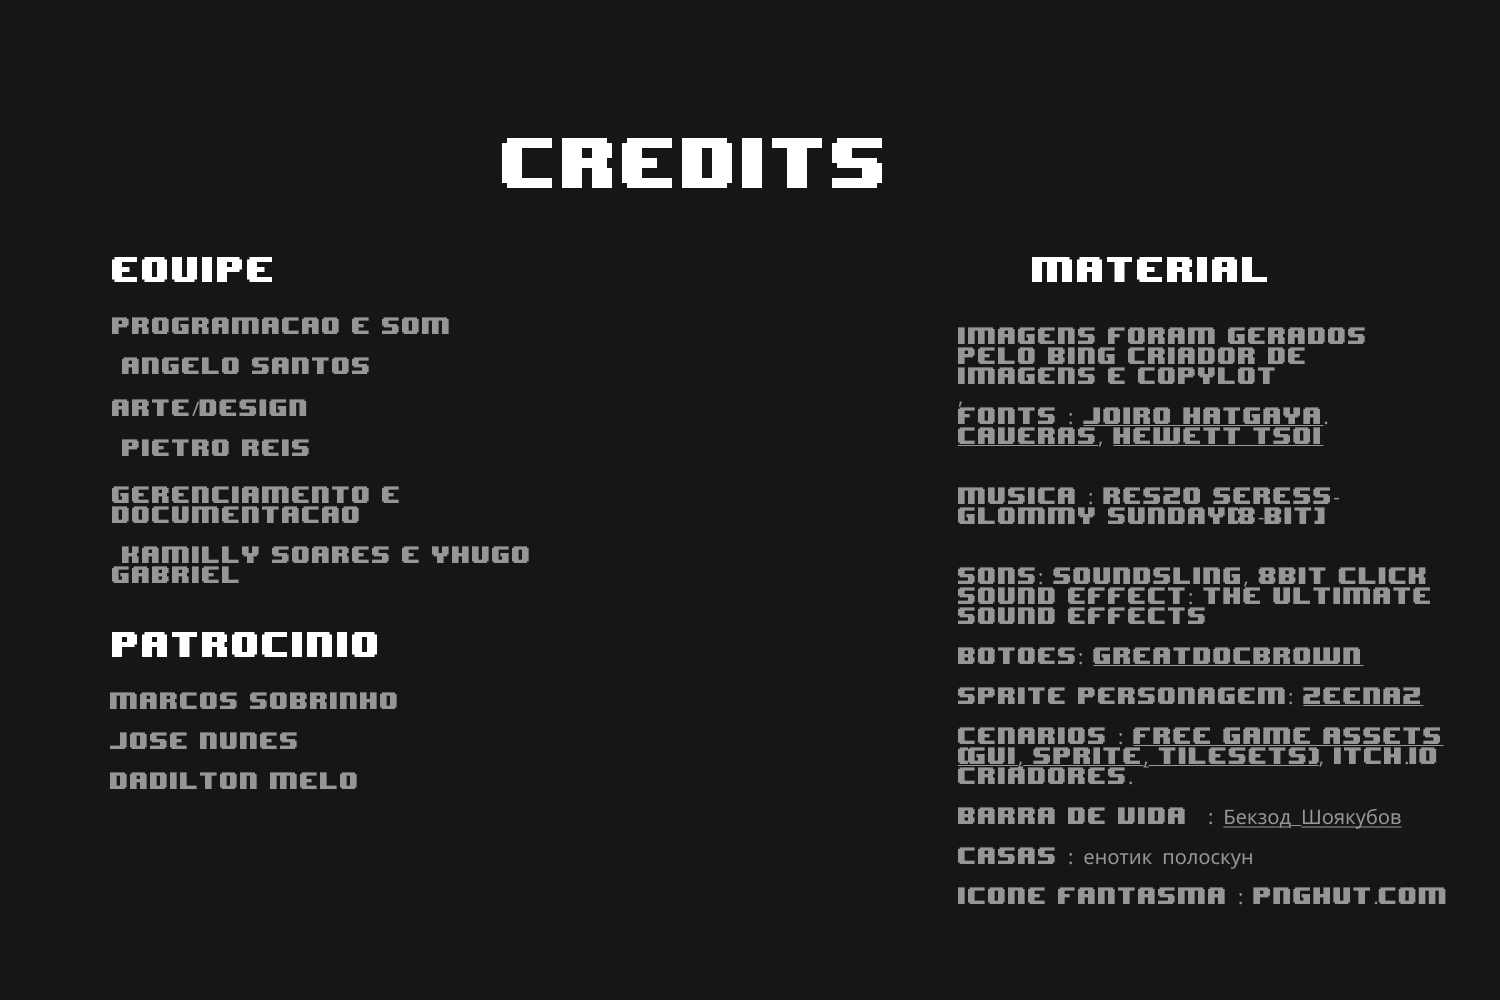 CREDITS
EQUIPE
PROGRAMACAO E SOM
ANGELO SANTOS
ARTE/DESIGN
PIETRO REIS
GERENCIAMENTO E
DOCUMENTACAO
KAMILLY SOARES E YHUGO
GABRIEL
PATROCINIO
MARCOS SOBRINHO
JOSE NUNES
DADILTON MELO
MATERIAL
IMAGENS FORAM GERADOS
PELO BING CRIADOR DE
IMAGENS E COPYLOT
,
FONTS : JOIRO HATGAYA.
CAVERAS, HEWETT TSOI
MUSICA : RESZO SERESS-
GLOMMY SUNDAY[8-BIT]
SONS: SOUNDSLING, 8BIT CLICK
SOUND EFFECT: THE ULTIMATE
SOUND EFFECTS
BOTOES: GREATDOCBROWN
SPRITE PERSONAGEM: ZEENAZ
CENARIOS : FREE GAME ASSETS
(GUI, SPRITE, TILESETS), ITCH.IO
CRIADORES.
BARRA DE VIDA : Бекзод_Шоякубов
CASAS : енотик полоскун
ICONE FANTASMA : PNGHUT.COM